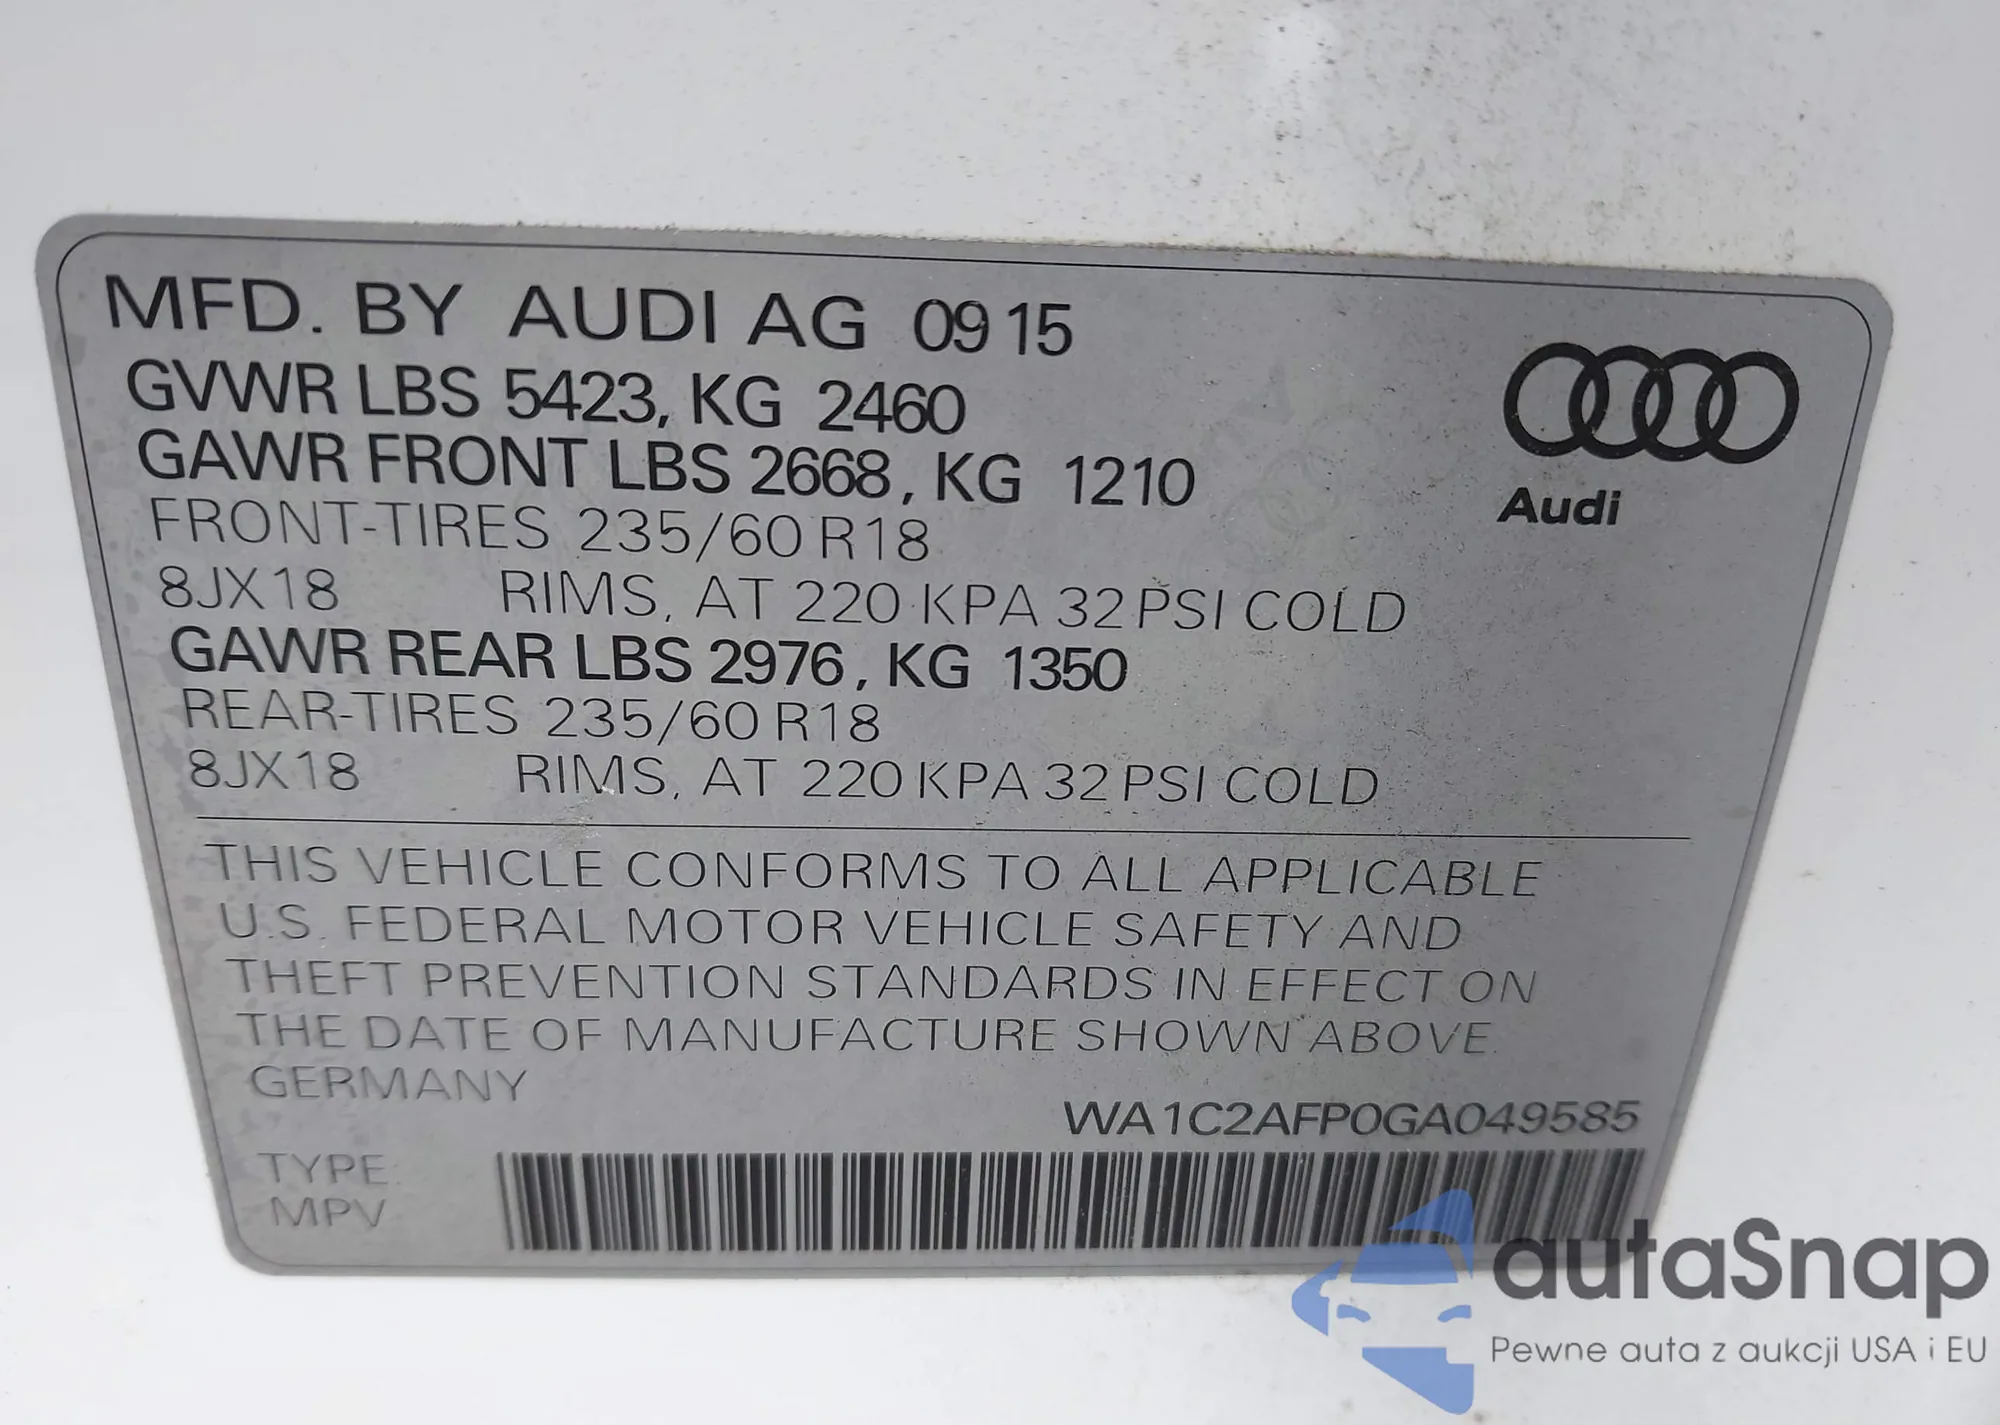 MFD. BY AUDI AG 09 15
GVWR LBS 5423, KG 2460
GAWR FRONT LBS 2668, KG 1210
FRONT-TIRES 235/60 R18
8JX18 RIMS, AT 220 KPA 32 PSI COLD
GAWR REAR LBS 2976, KG 1350
REAR-TIRES 235/60 R18
8JX18 RIMS, AT 220 KPA 32 PSI COLD
Audi
THIS VEHICLE CONFORMS TO ALL APPLICABLE
U.S. FEDERAL MOTOR VEHICLE SAFETY AND
THEFT PREVENTION STANDARDS IN EFFECT ON
THE DATE OF MANUFACTURE SHOWN ABOVE.
GERMANY
WA1C2AFP0GA049585
TYPE:
MPV
autaSnap
Pewne auta z aukcji USA i EU